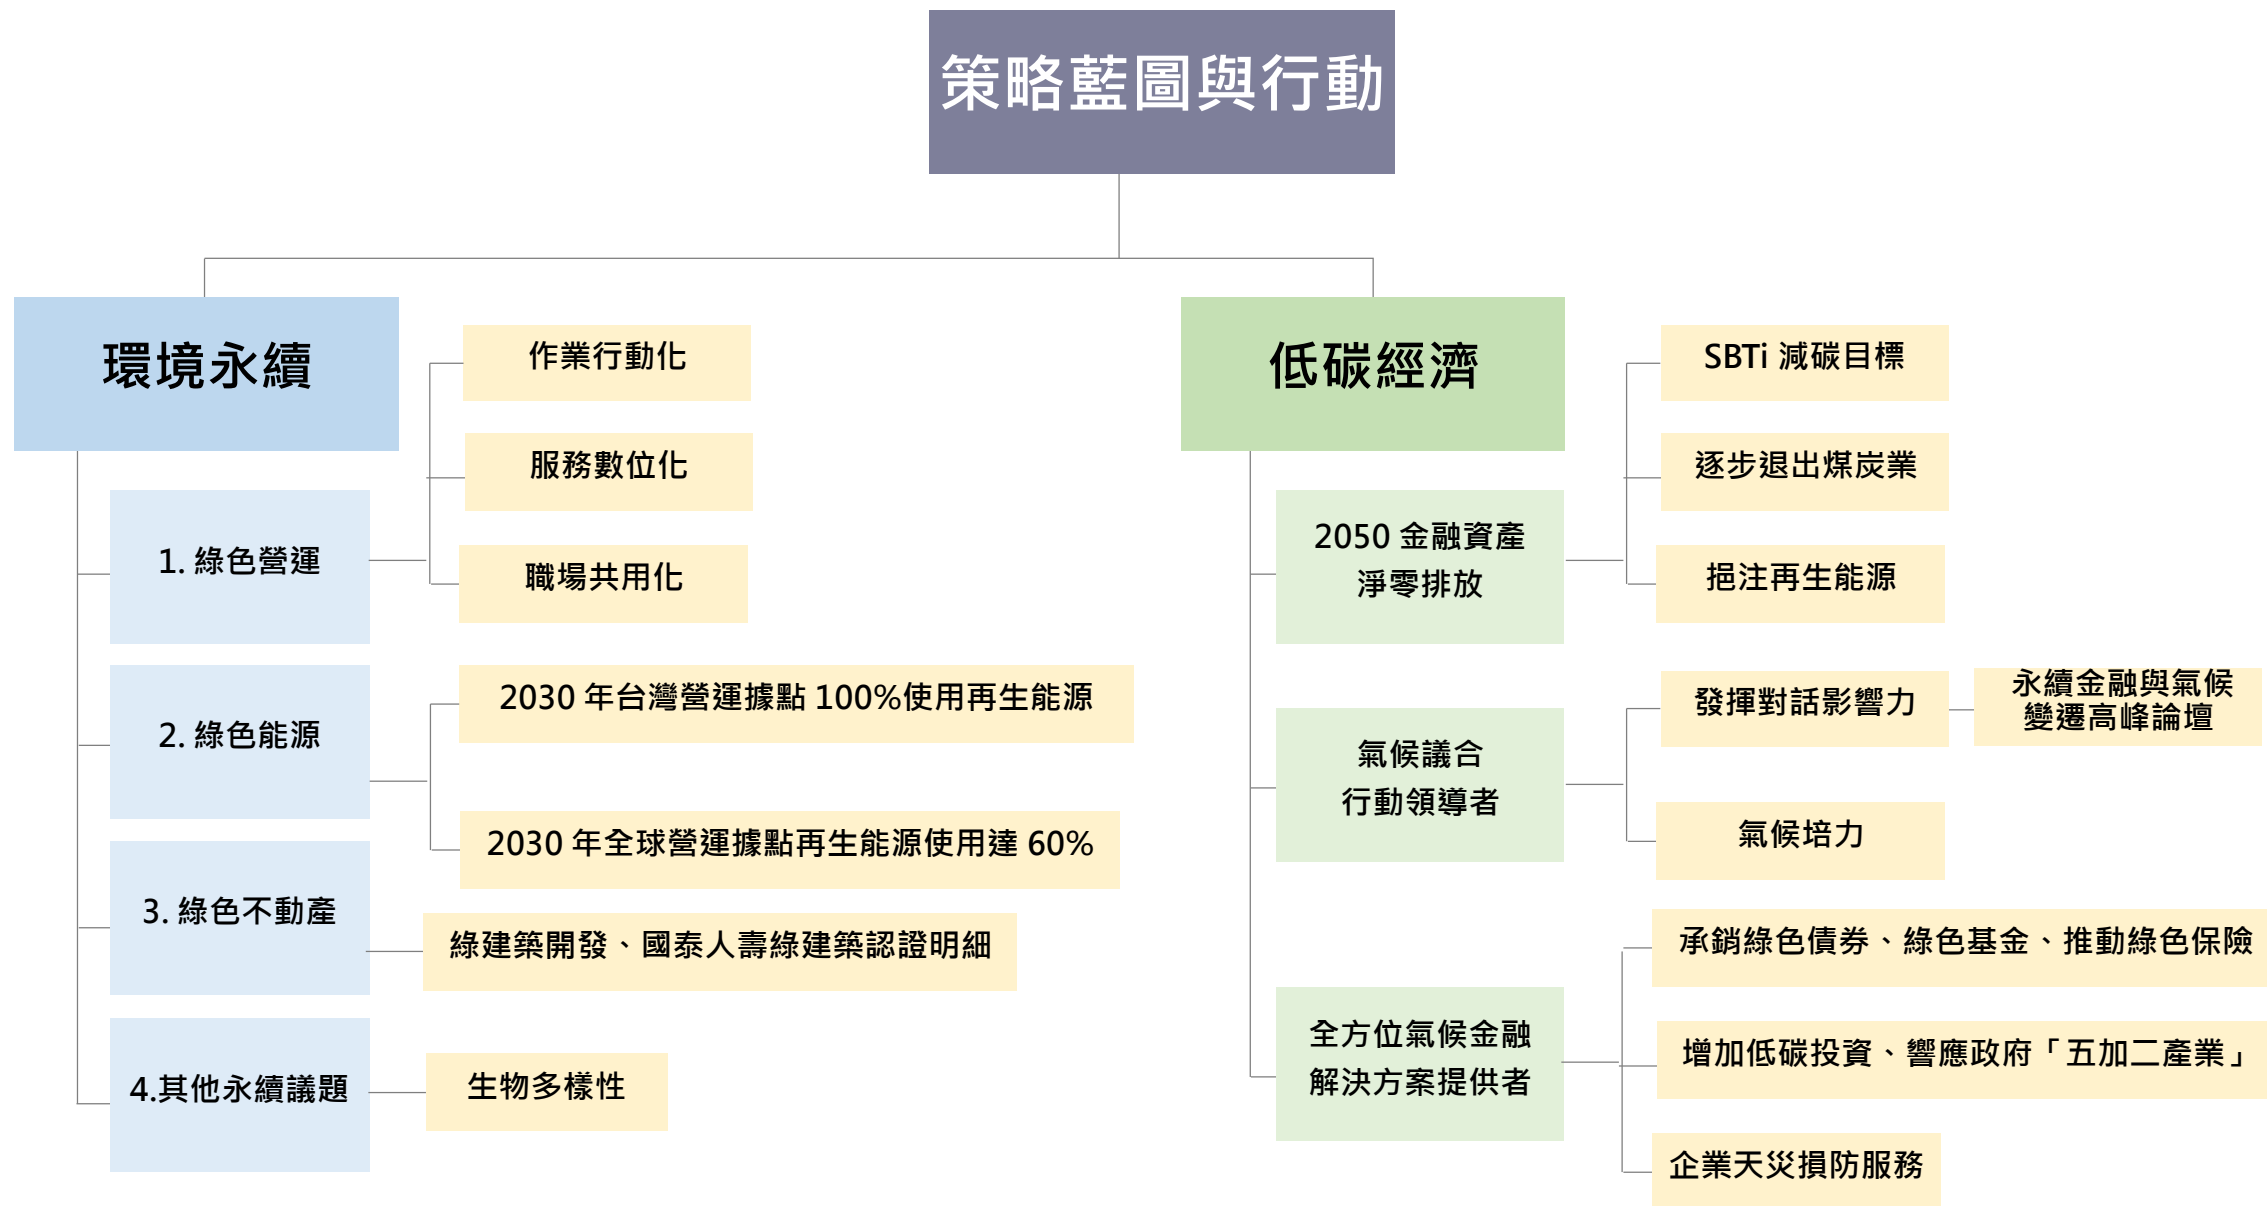 策略藍圖與行動
環境永續
1. 綠色營運
作業行動化
服務數位化
職場共用化
2. 綠色能源
2030 年台灣營運據點 100%使用再生能源
2030 年全球營運據點再生能源使用達 60%
3. 綠色不動產
綠建築開發、國泰人壽綠建築認證明細
4.其他永續議題
生物多樣性
低碳經濟
2050 金融資產
淨零排放
SBTi 減碳目標
逐步退出煤炭業
挹注再生能源
氣候議合
行動領導者
發揮對話影響力
永續金融與氣候
變遷高峰論壇
氣候培力
全方位氣候金融
解決方案提供者
承銷綠色債券、綠色基金、推動綠色保險
增加低碳投資、響應政府「五加二產業」
企業天災損防服務